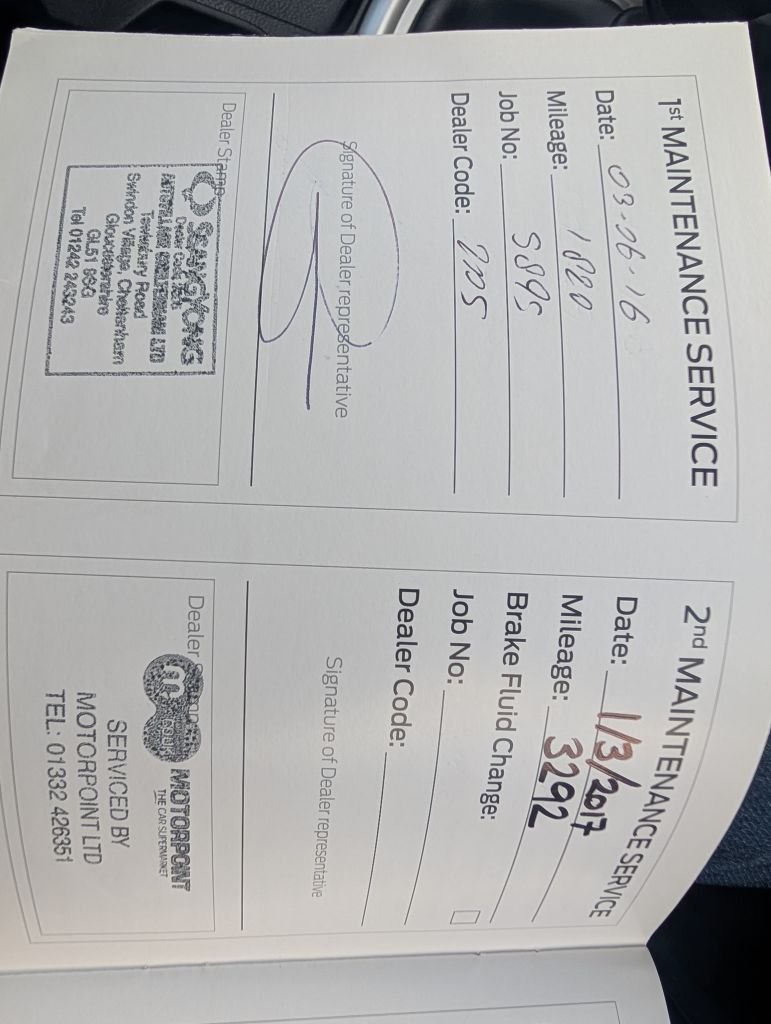 1st MAINTENANCE SERVICE
Date: 03-06-16
Mileage: 1820
Job No: 5895
Dealer Code:
Signature of Dealer representative
Dealer Stamp
SSANGYONG
Tewkesbury Road
Swindon Village, Cheltenham
Gloucestershire
GL51 9SG
Tel 01242 243243
2nd MAINTENANCE SERVICE
Date: 1/3/2017
Mileage: 3292
Brake Fluid Change:
Job No:
Dealer Code:
Signature of Dealer representative
Dealer Stamp
MOTORPOINT
THE CAR SUPERMARKET
SERVICED BY
MOTORPOINT LTD
TEL: 01332 426351